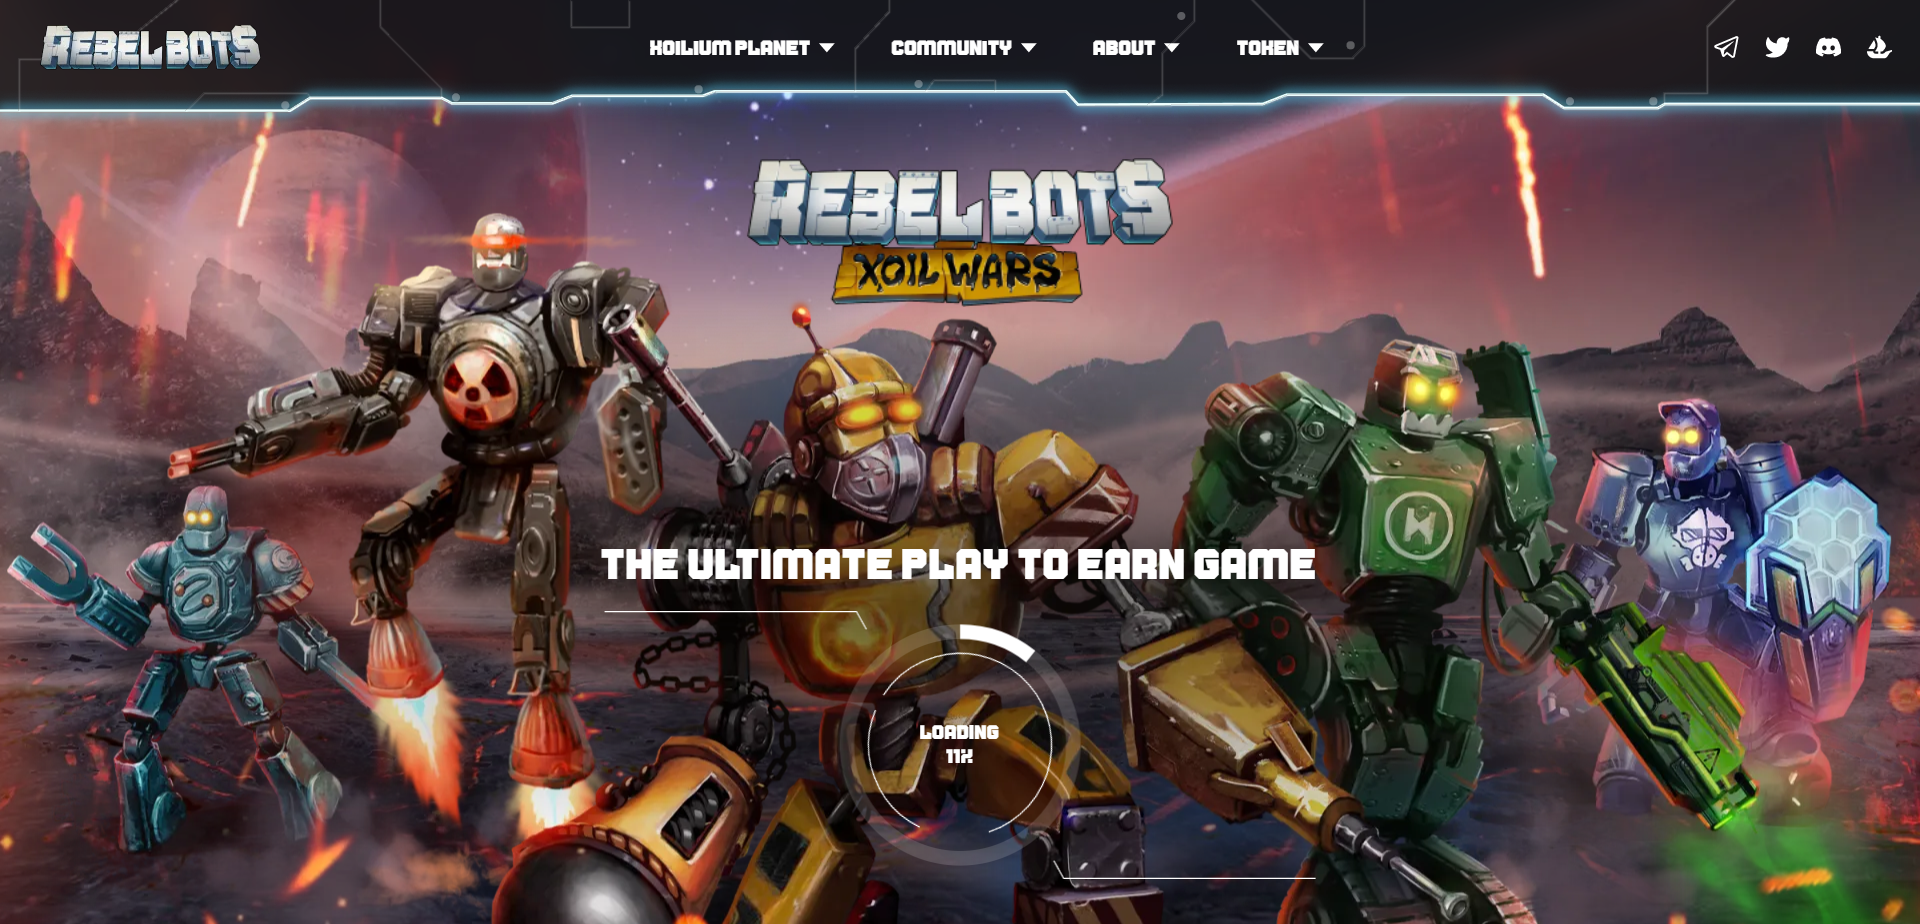 REBEL BOTS
XOILIUM PLANET
COMMUNITY
ABOUT
TOKEN
REBEL BOTS
XOIL WARS
THE ULTIMATE PLAY TO EARN GAME
LOADING
11%